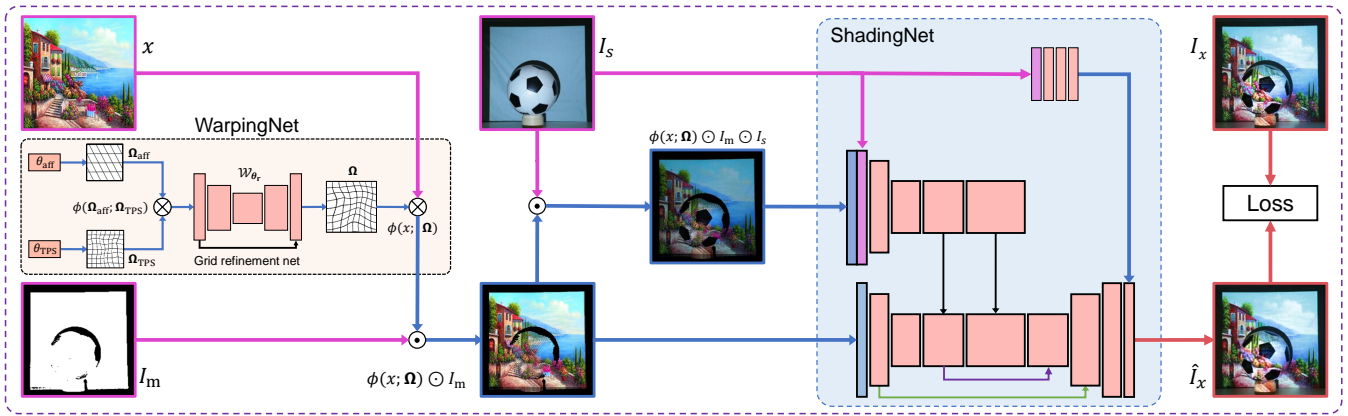 x
I_s
ShadingNet
I_x
WarpingNet
θ_aff
Ω_aff
𝒲_θr
Ω
ϕ(x; Ω) ⊙ I_m ⊙ I_s
ϕ(Ω_aff; Ω_TPS)
ϕ(x; Ω)
Loss
θ_TPS
Ω_TPS
Grid refinement net
I_m
ϕ(x; Ω) ⊙ I_m
Î_x